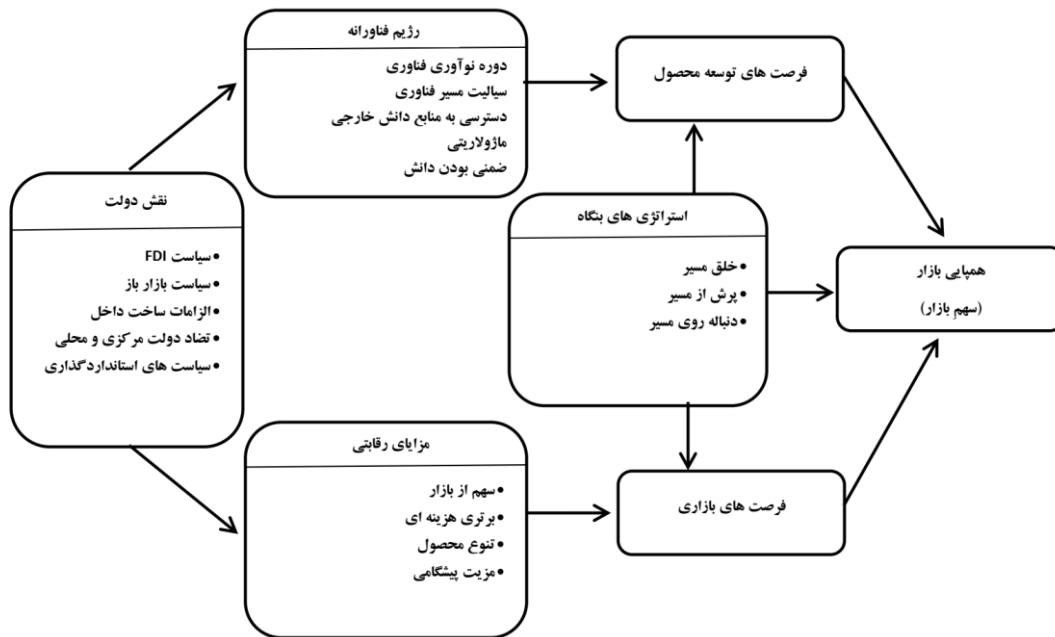 رژیم فناورانه
دوره نوآوری فناوری
سیالیت مسیر فناوری
دسترسی به منابع دانش خارجی
ماژولاریتی
ضمنی بودن دانش
فرصت های توسعه محصول
نقش دولت
•سیاست FDI
•سیاست بازار باز
•الزامات ساخت داخل
•تضاد دولت مرکزی و محلی
•سیاست های استانداردگذاری
استراتژی های بنگاه
•خلق مسیر
•پرش از مسیر
•دنباله روی مسیر
همپایی بازار
(سهم بازار)
مزایای رقابتی
•سهم از بازار
•برتری هزینه ای
•تنوع محصول
•مزیت پیشگامی
فرصت های بازاری